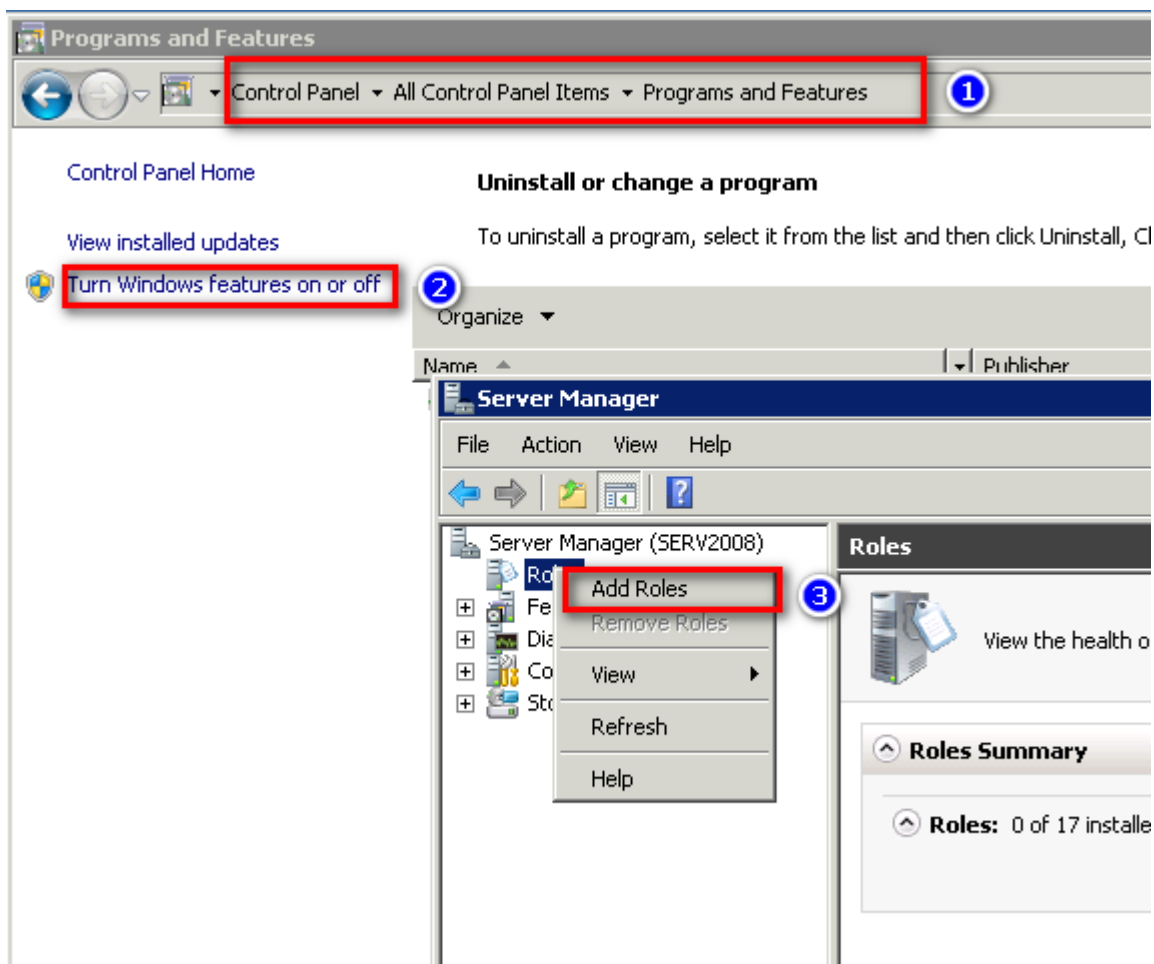 Programs and Features
Control Panel All Control Panel Items Programs and Features
1
Control Panel Home
Uninstall or change a program
View installed updates
To uninstall a program, select it from the list and then click Uninstall,
Turn Windows features on or off
2
Organize
Name Publisher
Server Manager
File Action View Help
?
Server Manager (SERV2008)
Roles
Add Roles
3
Remove Roles
View
View the health
Refresh
Roles Summary
Help
Roles: 0 of 17